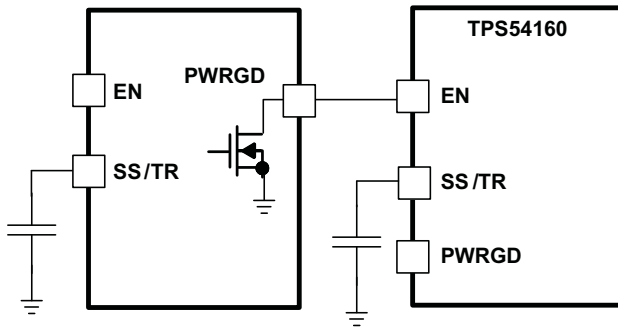 TPS54160
PWRGD
EN
EN
SS/TR
SS/TR
PWRGD